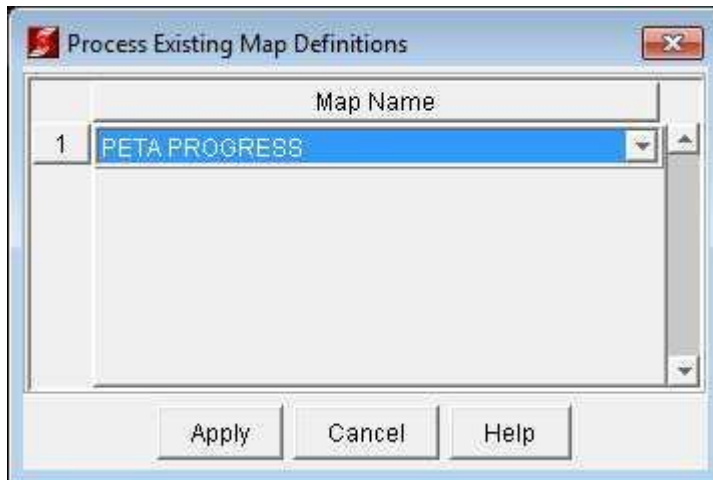 Process Existing Map Definitions
Map Name
1 PETA PROGRESS
Apply Cancel Help